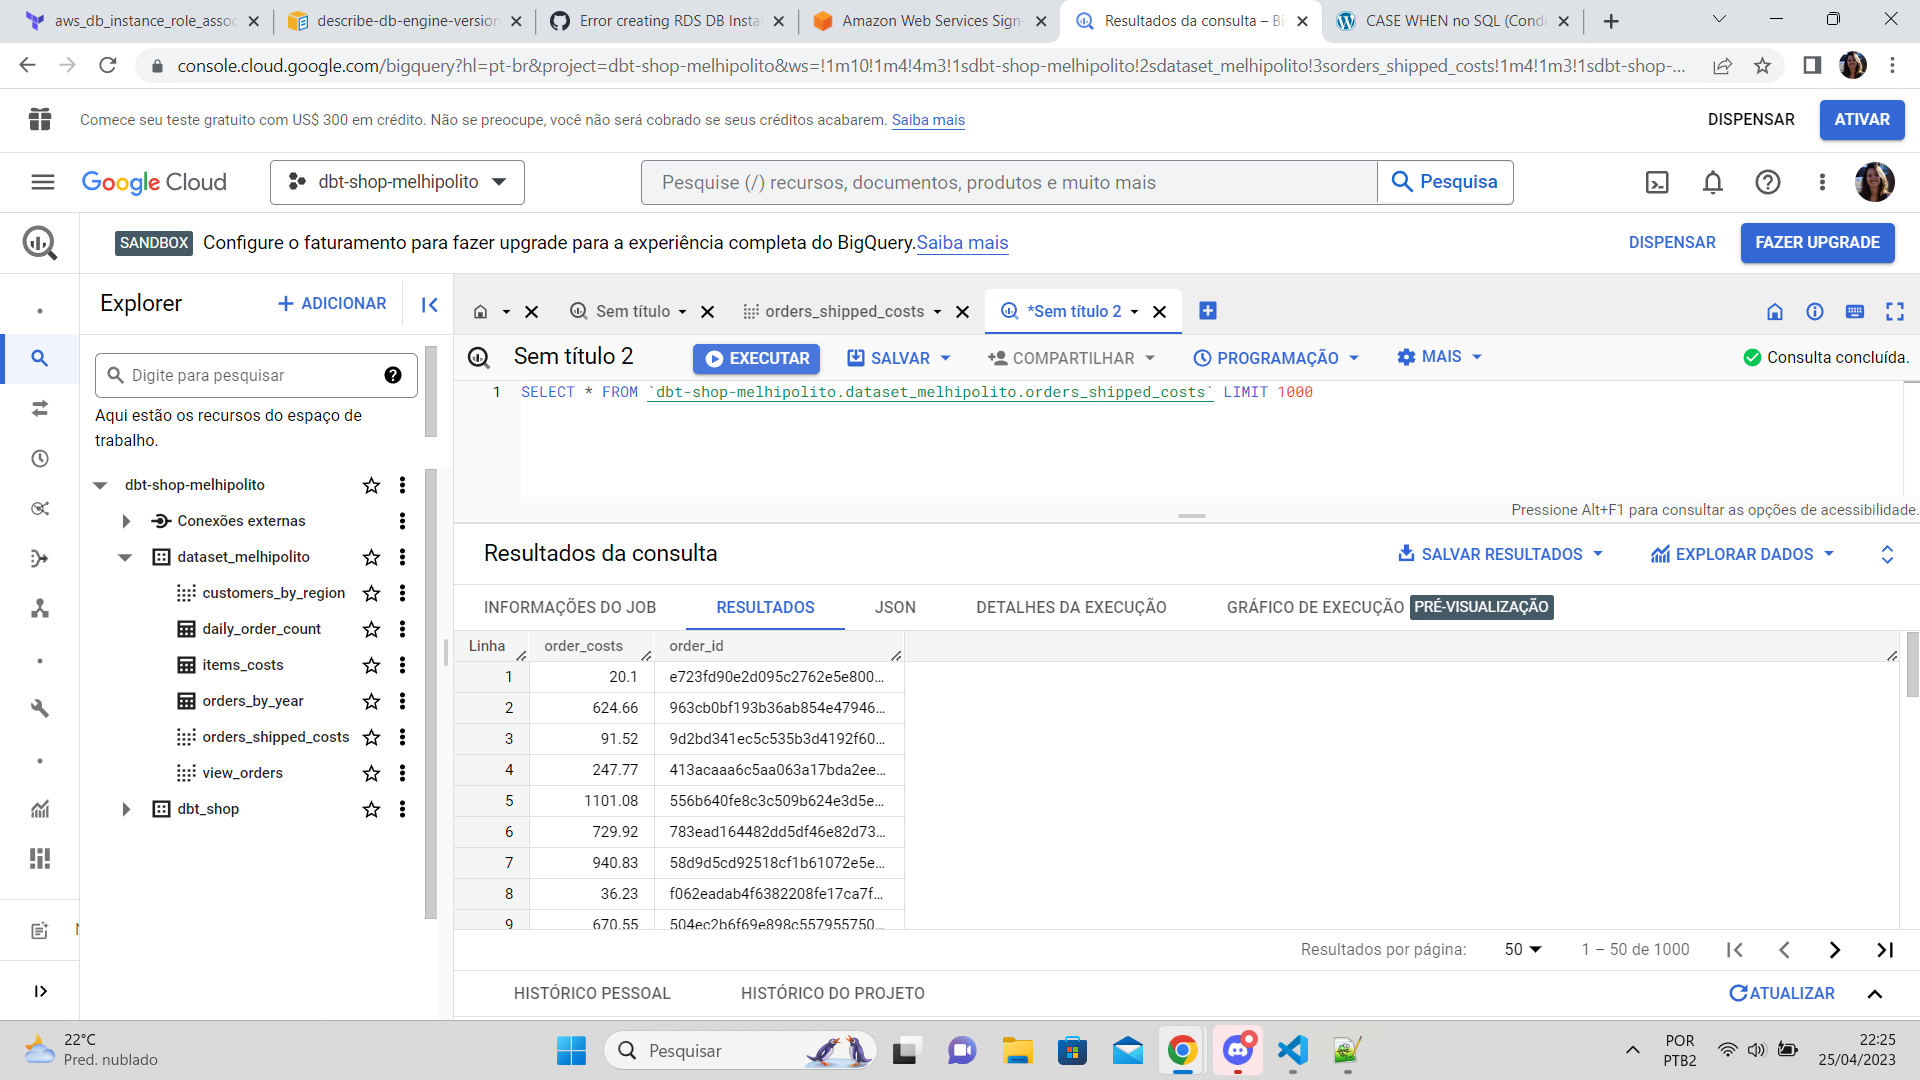 aws_db_instance_role_assoc
describe-db-engine-version
Error creating RDS DB Insta
Amazon Web Services Sign-
Resultados da consulta – Bi
CASE WHEN no SQL (Condi
console.cloud.google.com/bigquery?hl=pt-br&project=dbt-shop-melhipolito&ws=!1m10!1m4!4m3!1sdbt-shop-melhipolito!2sdataset_melhipolito!3sorders_shipped_costs!1m4!1m3!1sdbt-shop-...
Comece seu teste gratuito com US$ 300 em crédito. Não se preocupe, você não será cobrado se seus créditos acabarem. Saiba mais
DISPENSAR
ATIVAR
Google Cloud
dbt-shop-melhipolito
Pesquise (/) recursos, documentos, produtos e muito mais
Pesquisa
SANDBOX Configure o faturamento para fazer upgrade para a experiência completa do BigQuery.Saiba mais
DISPENSAR
FAZER UPGRADE
Explorer
+ ADICIONAR
Sem título
orders_shipped_costs
*Sem título 2
Sem título 2
EXECUTAR
SALVAR
COMPARTILHAR
PROGRAMAÇÃO
MAIS
Consulta concluída.
Digite para pesquisar
Aqui estão os recursos do espaço de
trabalho.
1 SELECT * FROM `dbt-shop-melhipolito.dataset_melhipolito.orders_shipped_costs` LIMIT 1000
Pressione Alt+F1 para consultar as opções de acessibilidade.
dbt-shop-melhipolito
Conexões externas
dataset_melhipolito
customers_by_region
daily_order_count
items_costs
orders_by_year
orders_shipped_costs
view_orders
dbt_shop
Resultados da consulta
SALVAR RESULTADOS
EXPLORAR DADOS
INFORMAÇÕES DO JOB
RESULTADOS
JSON
DETALHES DA EXECUÇÃO
GRÁFICO DE EXECUÇÃO PRÉ-VISUALIZAÇÃO
Linha order_costs order_id
1 20.1 e723fd90e2d095c2762e5e800...
2 624.66 963cb0bf193b36ab854e47946...
3 91.52 9d2bd341ec5c535b3d4192f60...
4 247.77 413acaaa6c5aa063a17bda2ee...
5 1101.08 556b640fe8c3c509b624e3d5e...
6 729.92 783ead164482dd5df46e82d73...
7 940.83 58d9d5cd92518cf1b61072e5e...
8 36.23 f062eadab4f6382208fe17ca7f...
9 670.55 504ec2b6f69e898c557955750...
Resultados por página: 50 1 – 50 de 1000
HISTÓRICO PESSOAL
HISTÓRICO DO PROJETO
ATUALIZAR
22°C
Pred. nublado
Pesquisar
POR
PTB2
22:25
25/04/2023